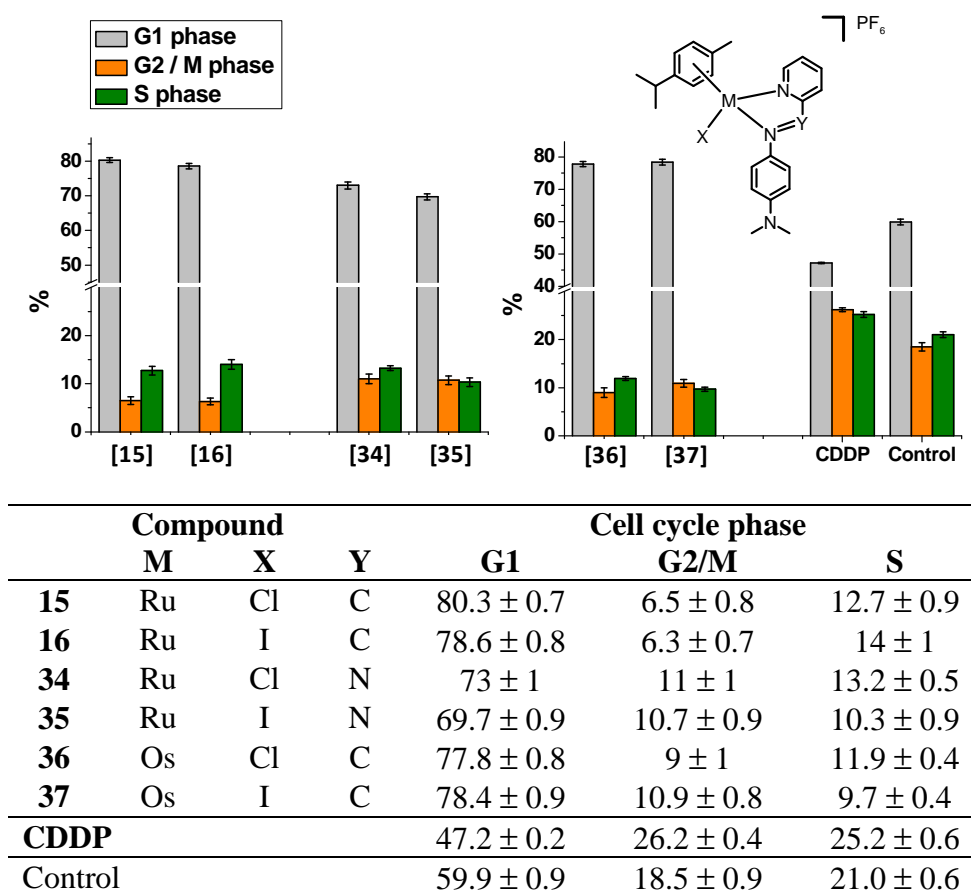 G1 phase
G2 / M phase
S phase
PF6
M
N
X
N
Y
N
%
80
70
60
50
20
10
0
[15] [16] [34] [35]
%
80
70
60
50
40
20
10
0
[36] [37] CDDP Control
Compound Cell cycle phase
M X Y G1 G2/M S
15 Ru Cl C 80.3 ± 0.7 6.5 ± 0.8 12.7 ± 0.9
16 Ru I C 78.6 ± 0.8 6.3 ± 0.7 14 ± 1
34 Ru Cl N 73 ± 1 11 ± 1 13.2 ± 0.5
35 Ru I N 69.7 ± 0.9 10.7 ± 0.9 10.3 ± 0.9
36 Os Cl C 77.8 ± 0.8 9 ± 1 11.9 ± 0.4
37 Os I C 78.4 ± 0.9 10.9 ± 0.8 9.7 ± 0.4
CDDP 47.2 ± 0.2 26.2 ± 0.4 25.2 ± 0.6
Control 59.9 ± 0.9 18.5 ± 0.9 21.0 ± 0.6